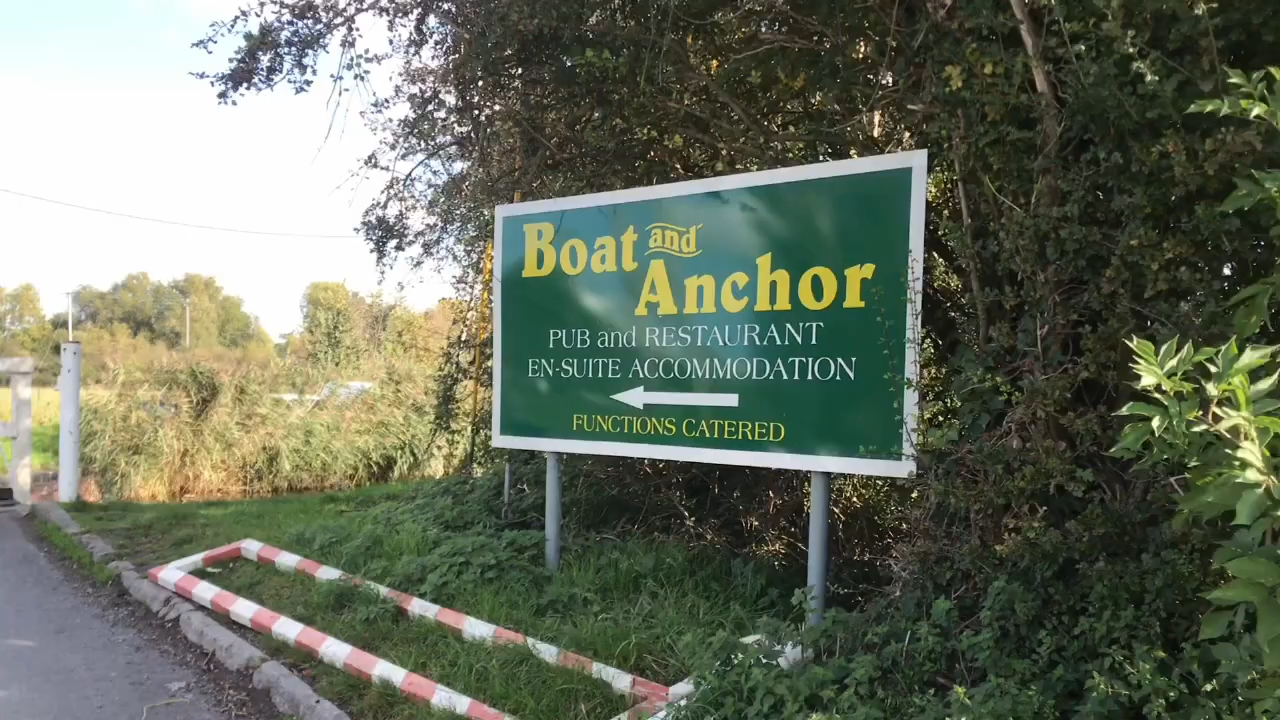 Boat and
Anchor
PUB and RESTAURANT
EN-SUITE ACCOMMODATION
FUNCTIONS CATERED